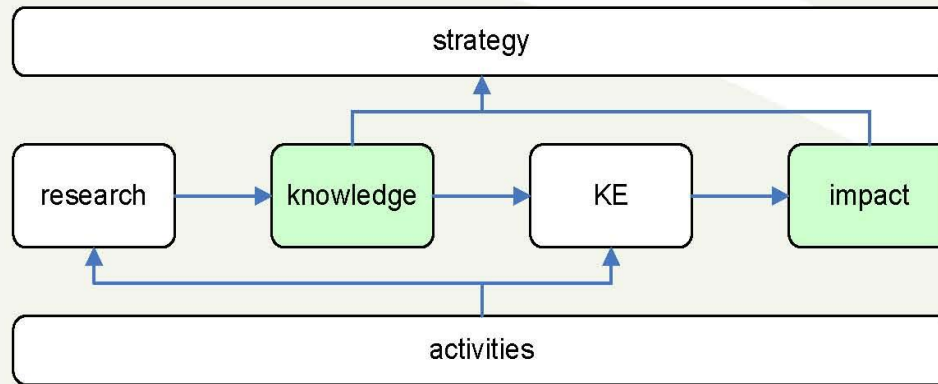 strategy
research
knowledge
KE
impact
activities